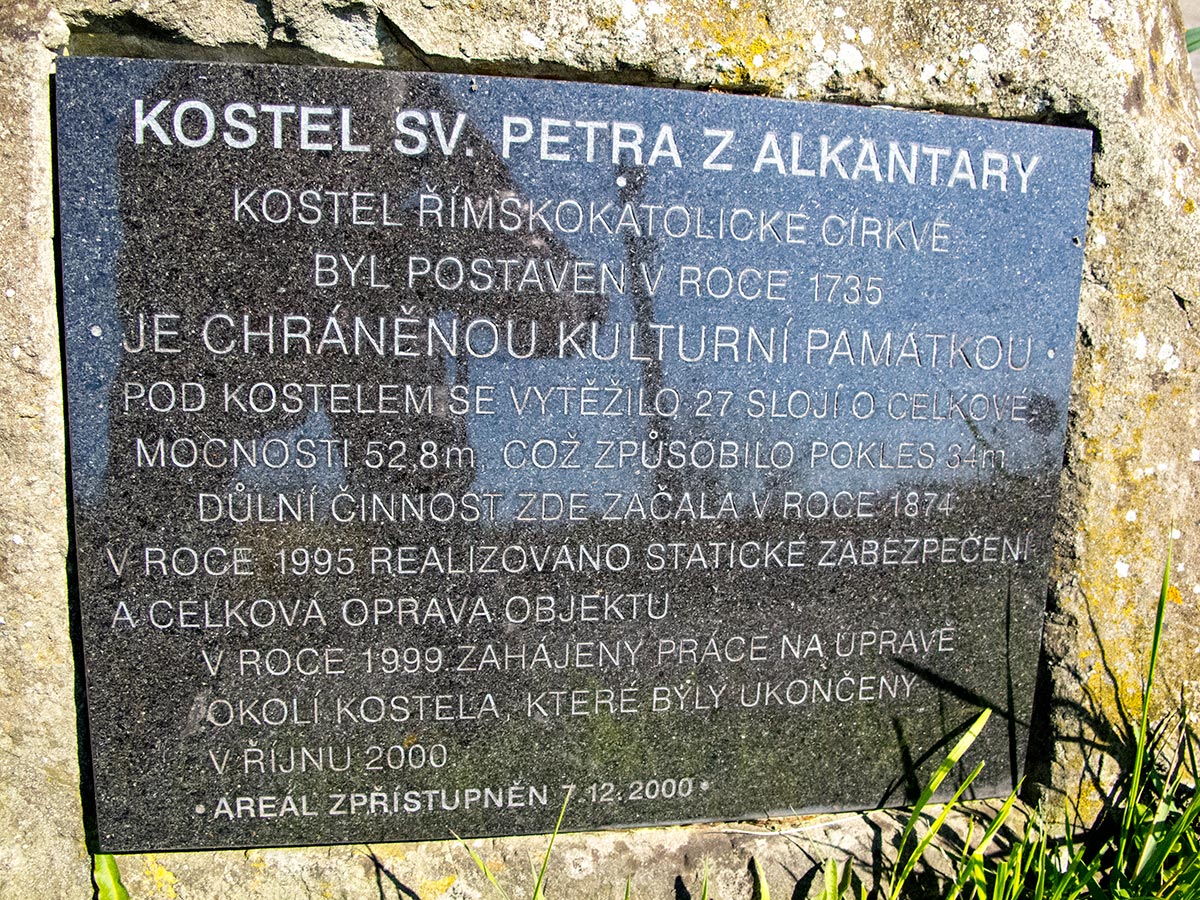 KOSTEL SV. PETRA Z ALKANTARY
KOSTEL ŘÍMSKOKATOLICKÉ CÍRKVE
BYL POSTAVEN V ROCE 1735
JE CHRÁNĚNOU KULTURNÍ PAMÁTKOU
POD KOSTELEM SE VYTĚŽILO 27 SLOJÍ O CELKOVÉ
MOCNOSTI 52,8m, COŽ ZPŮSOBILO POKLES 34m
DŮLNÍ ČINNOST ZDE ZAČALA V ROCE 1874
V ROCE 1995 REALIZOVÁNO STATICKÉ ZABEZPEČENÍ
A CELKOVÁ OPRAVA OBJEKTU.
V ROCE 1999 ZAHÁJENY PRÁCE NA ÚPRAVĚ
OKOLÍ KOSTELA, KTERÉ BYLY UKONČENY
V ŘÍJNU 2000
AREÁL ZPŘÍSTUPNĚN 7.12.2000